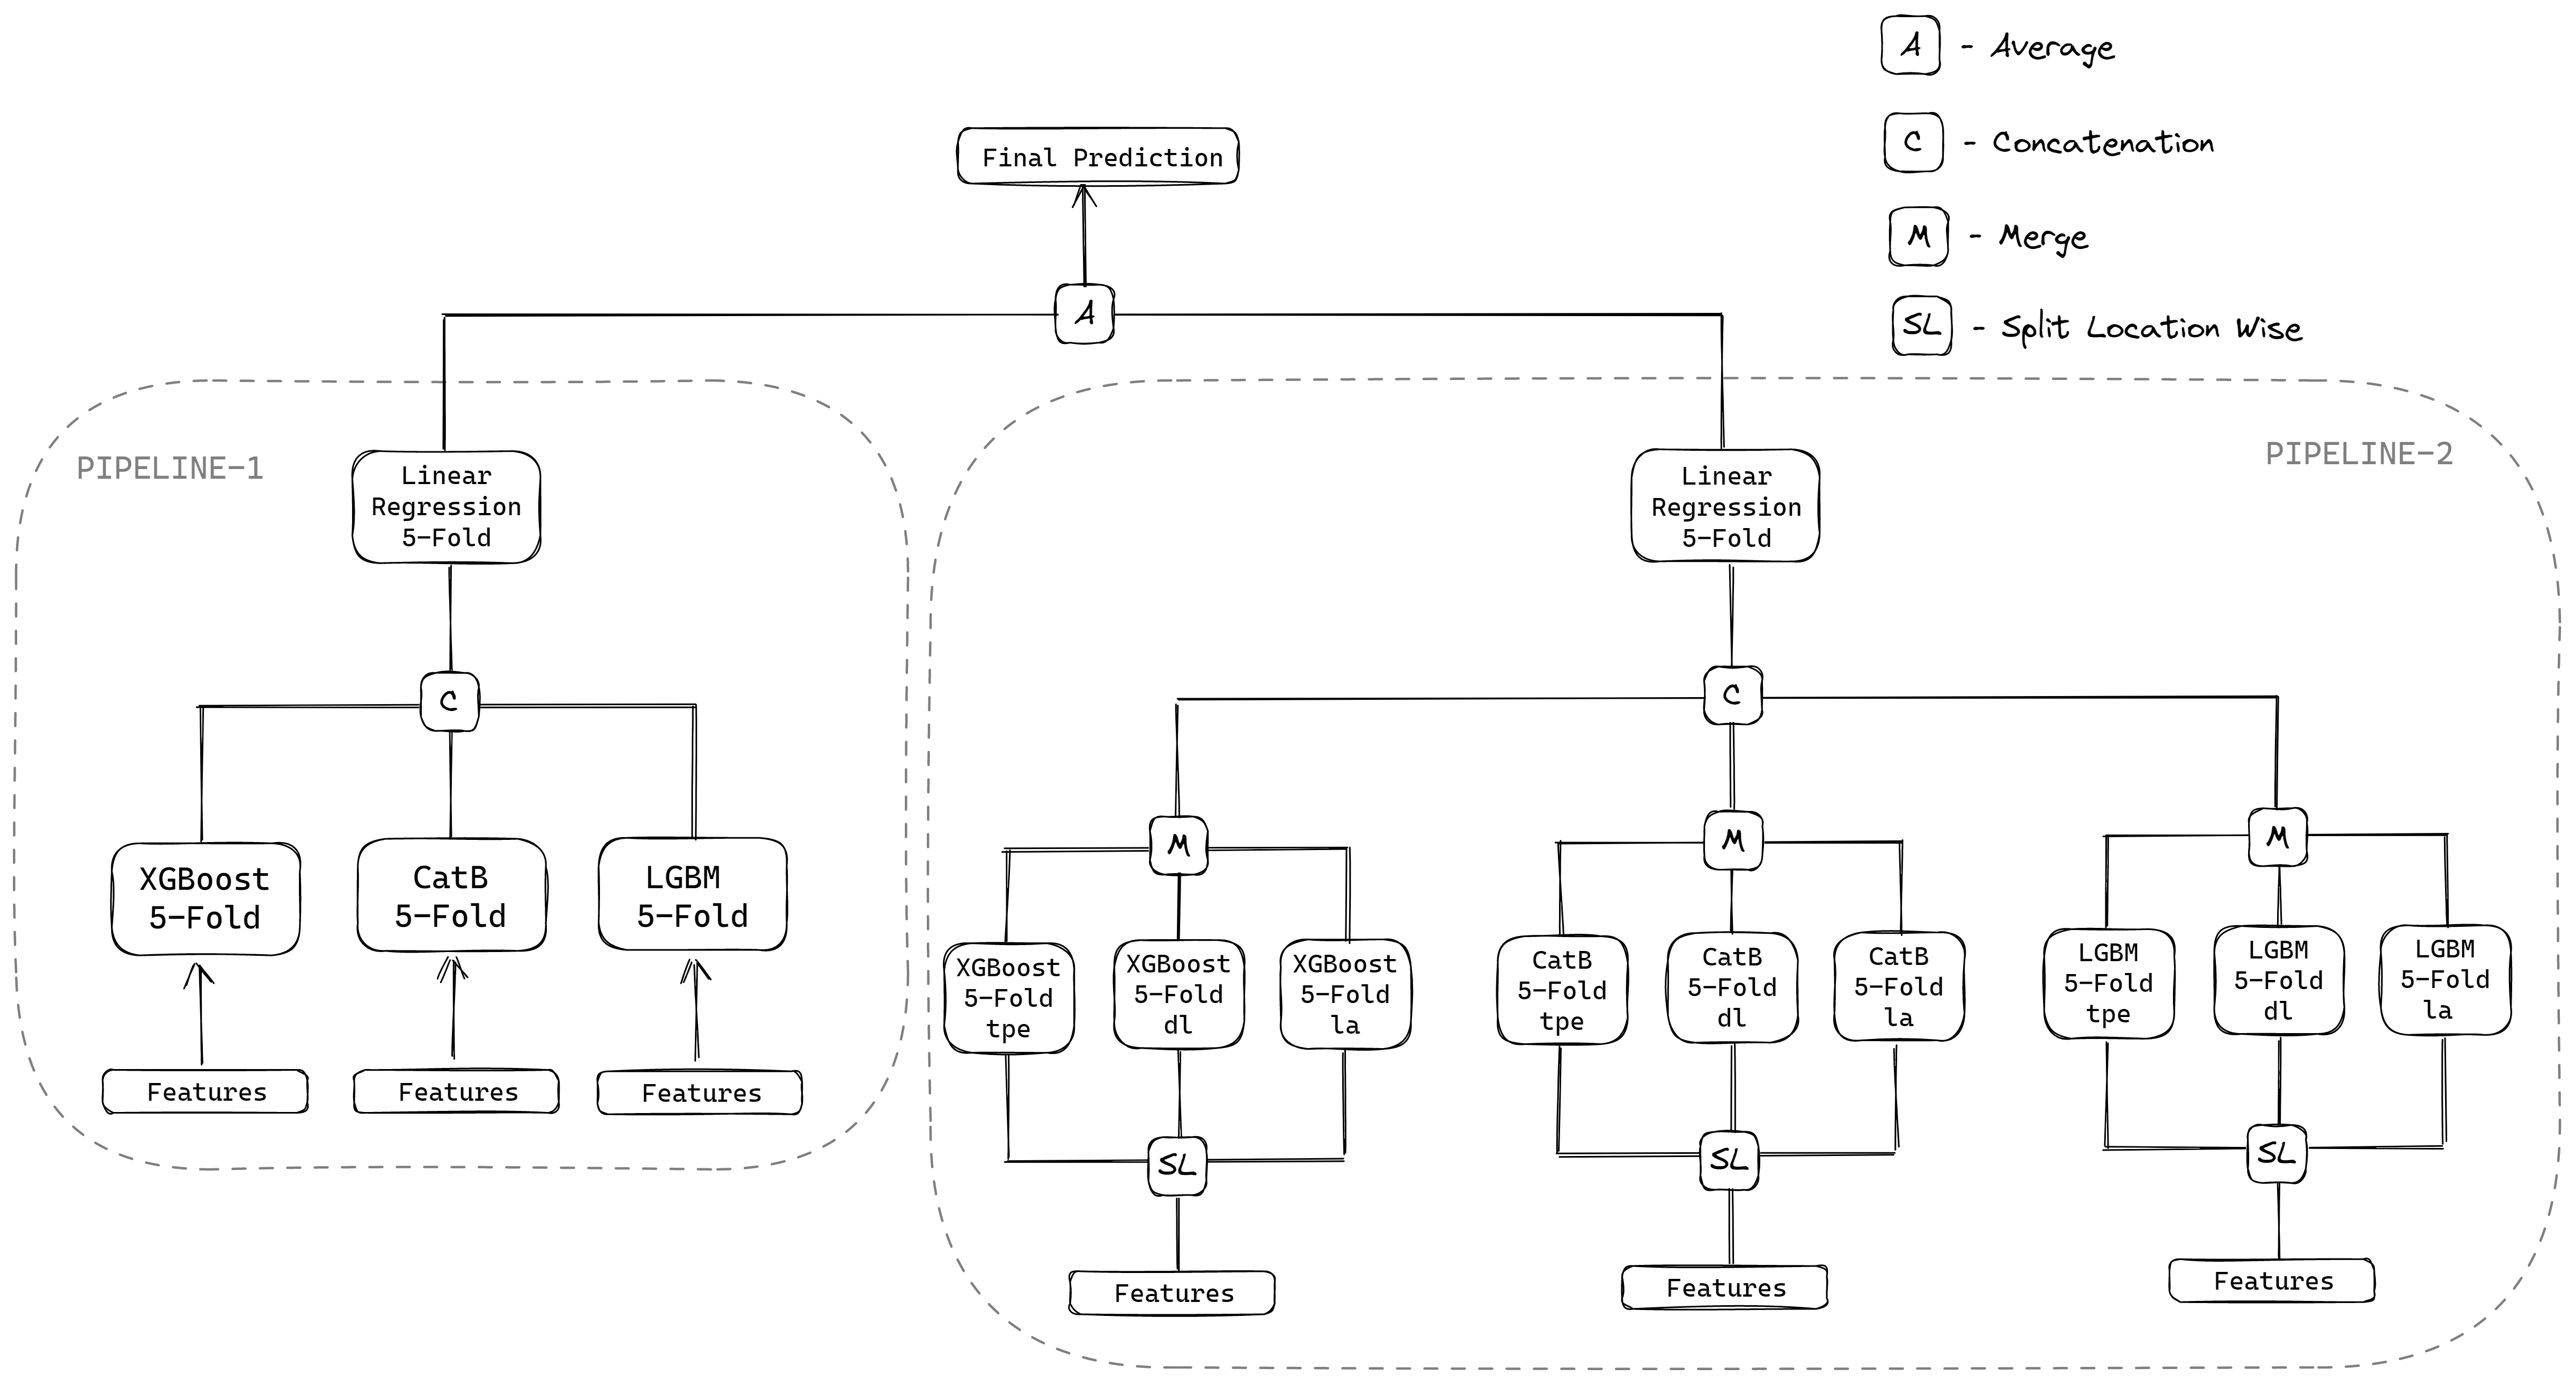 A - Average
C - Concatenation
M - Merge
SL - Split Location Wise
Final Prediction
A
PIPELINE-1
Linear
Regression
5-Fold
C
XGBoost
5-Fold
CatB
5-Fold
LGBM
5-Fold
Features
Features
Features
PIPELINE-2
Linear
Regression
5-Fold
C
M
M
M
XGBoost
5-Fold
tpe
XGBoost
5-Fold
dl
XGBoost
5-Fold
la
CatB
5-Fold
tpe
CatB
5-Fold
dl
CatB
5-Fold
la
LGBM
5-Fold
tpe
LGBM
5-Fold
dl
LGBM
5-Fold
la
SL
SL
SL
Features
Features
Features